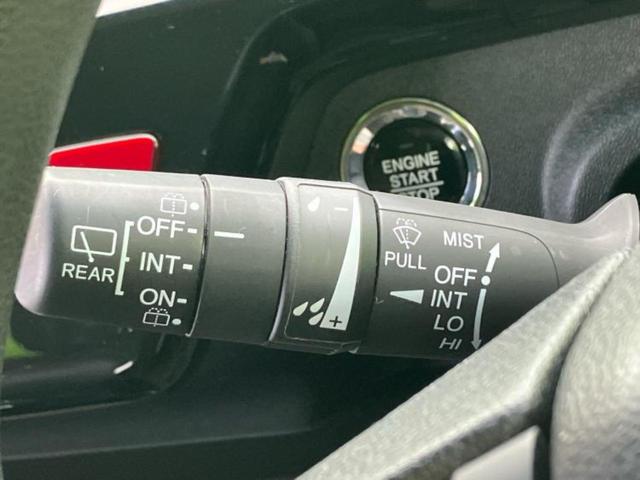 ENGINE
START
STOP
REAR
OFF
INT
ON
-
+
PULL
MIST
OFF
INT
LO
HI